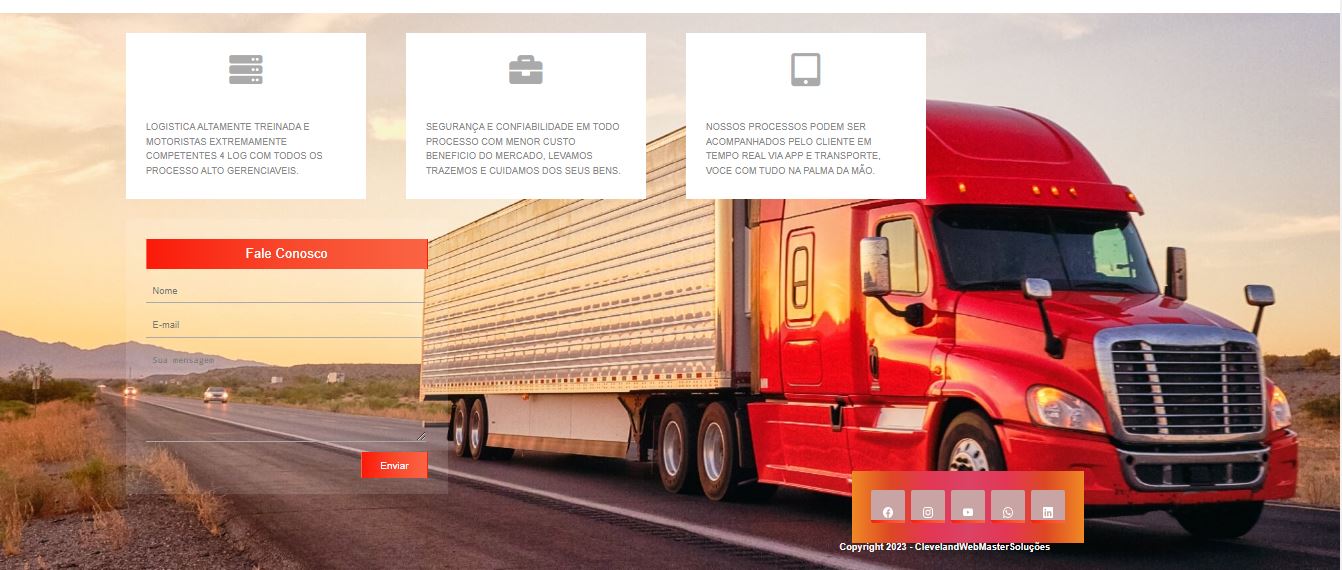 LOGISTICA ALTAMENTE TREINADA E
MOTORISTAS EXTREMAMENTE
COMPETENTES 4 LOG COM TODOS OS
PROCESSO ALTO GERENCIAVEIS.
SEGURANÇA E CONFIABILIDADE EM TODO
PROCESSO COM MENOR CUSTO
BENEFICIO DO MERCADO, LEVAMOS
TRAZEMOS E CUIDAMOS DOS SEUS BENS.
NOSSOS PROCESSOS PODEM SER
ACOMPANHADOS PELO CLIENTE EM
TEMPO REAL VIA APP E TRANSPORTE,
VOCE COM TUDO NA PALMA DA MÃO.
Fale Conosco
Nome
E-mail
Sua mensagem
Enviar
Copyright 2023 - ClevelandWebMasterSoluções